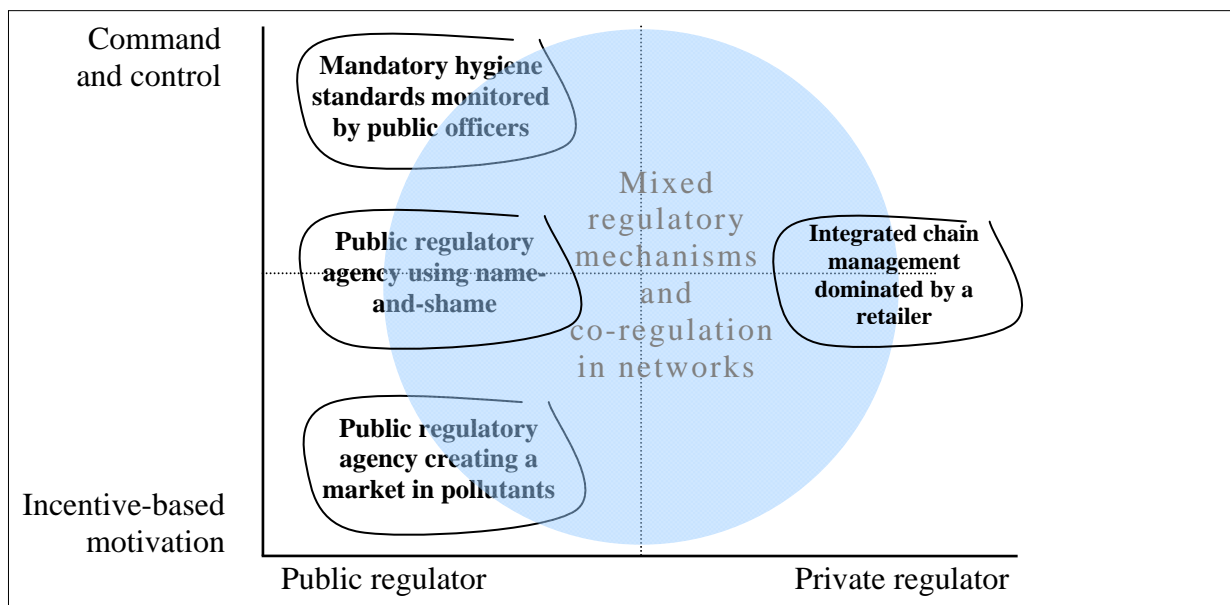 Command
and control
Mandatory hygiene
standards monitored
by public officers
Mixed
regulatory
mechanisms
and
co-regulation
in networks
Public regulatory
agency using name-
and-shame
Integrated chain
management
dominated by a
retailer
Public regulatory
agency creating a
market in pollutants
Incentive-based
motivation
Public regulator
Private regulator